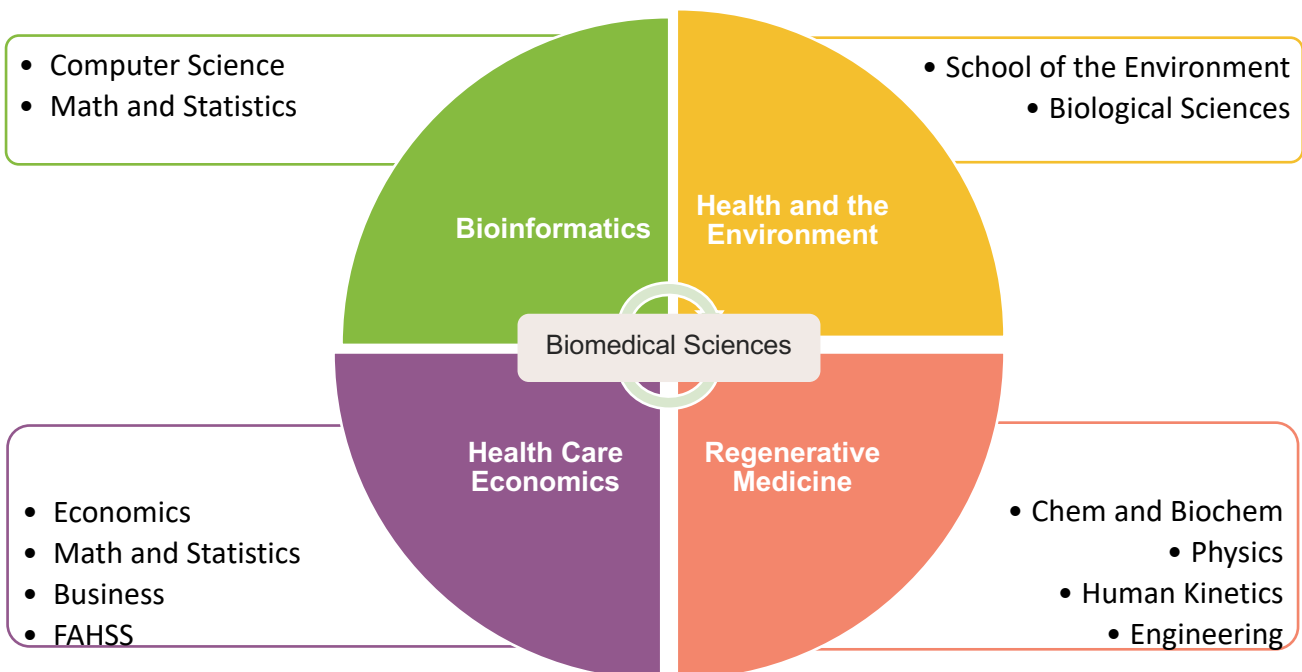 • Computer Science
• Math and Statistics
• School of the Environment
• Biological Sciences
Bioinformatics
Health and the
Environment
Biomedical Sciences
Health Care
Economics
Regenerative
Medicine
• Economics
• Math and Statistics
• Business
• FAHSS
• Chem and Biochem
• Physics
• Human Kinetics
• Engineering